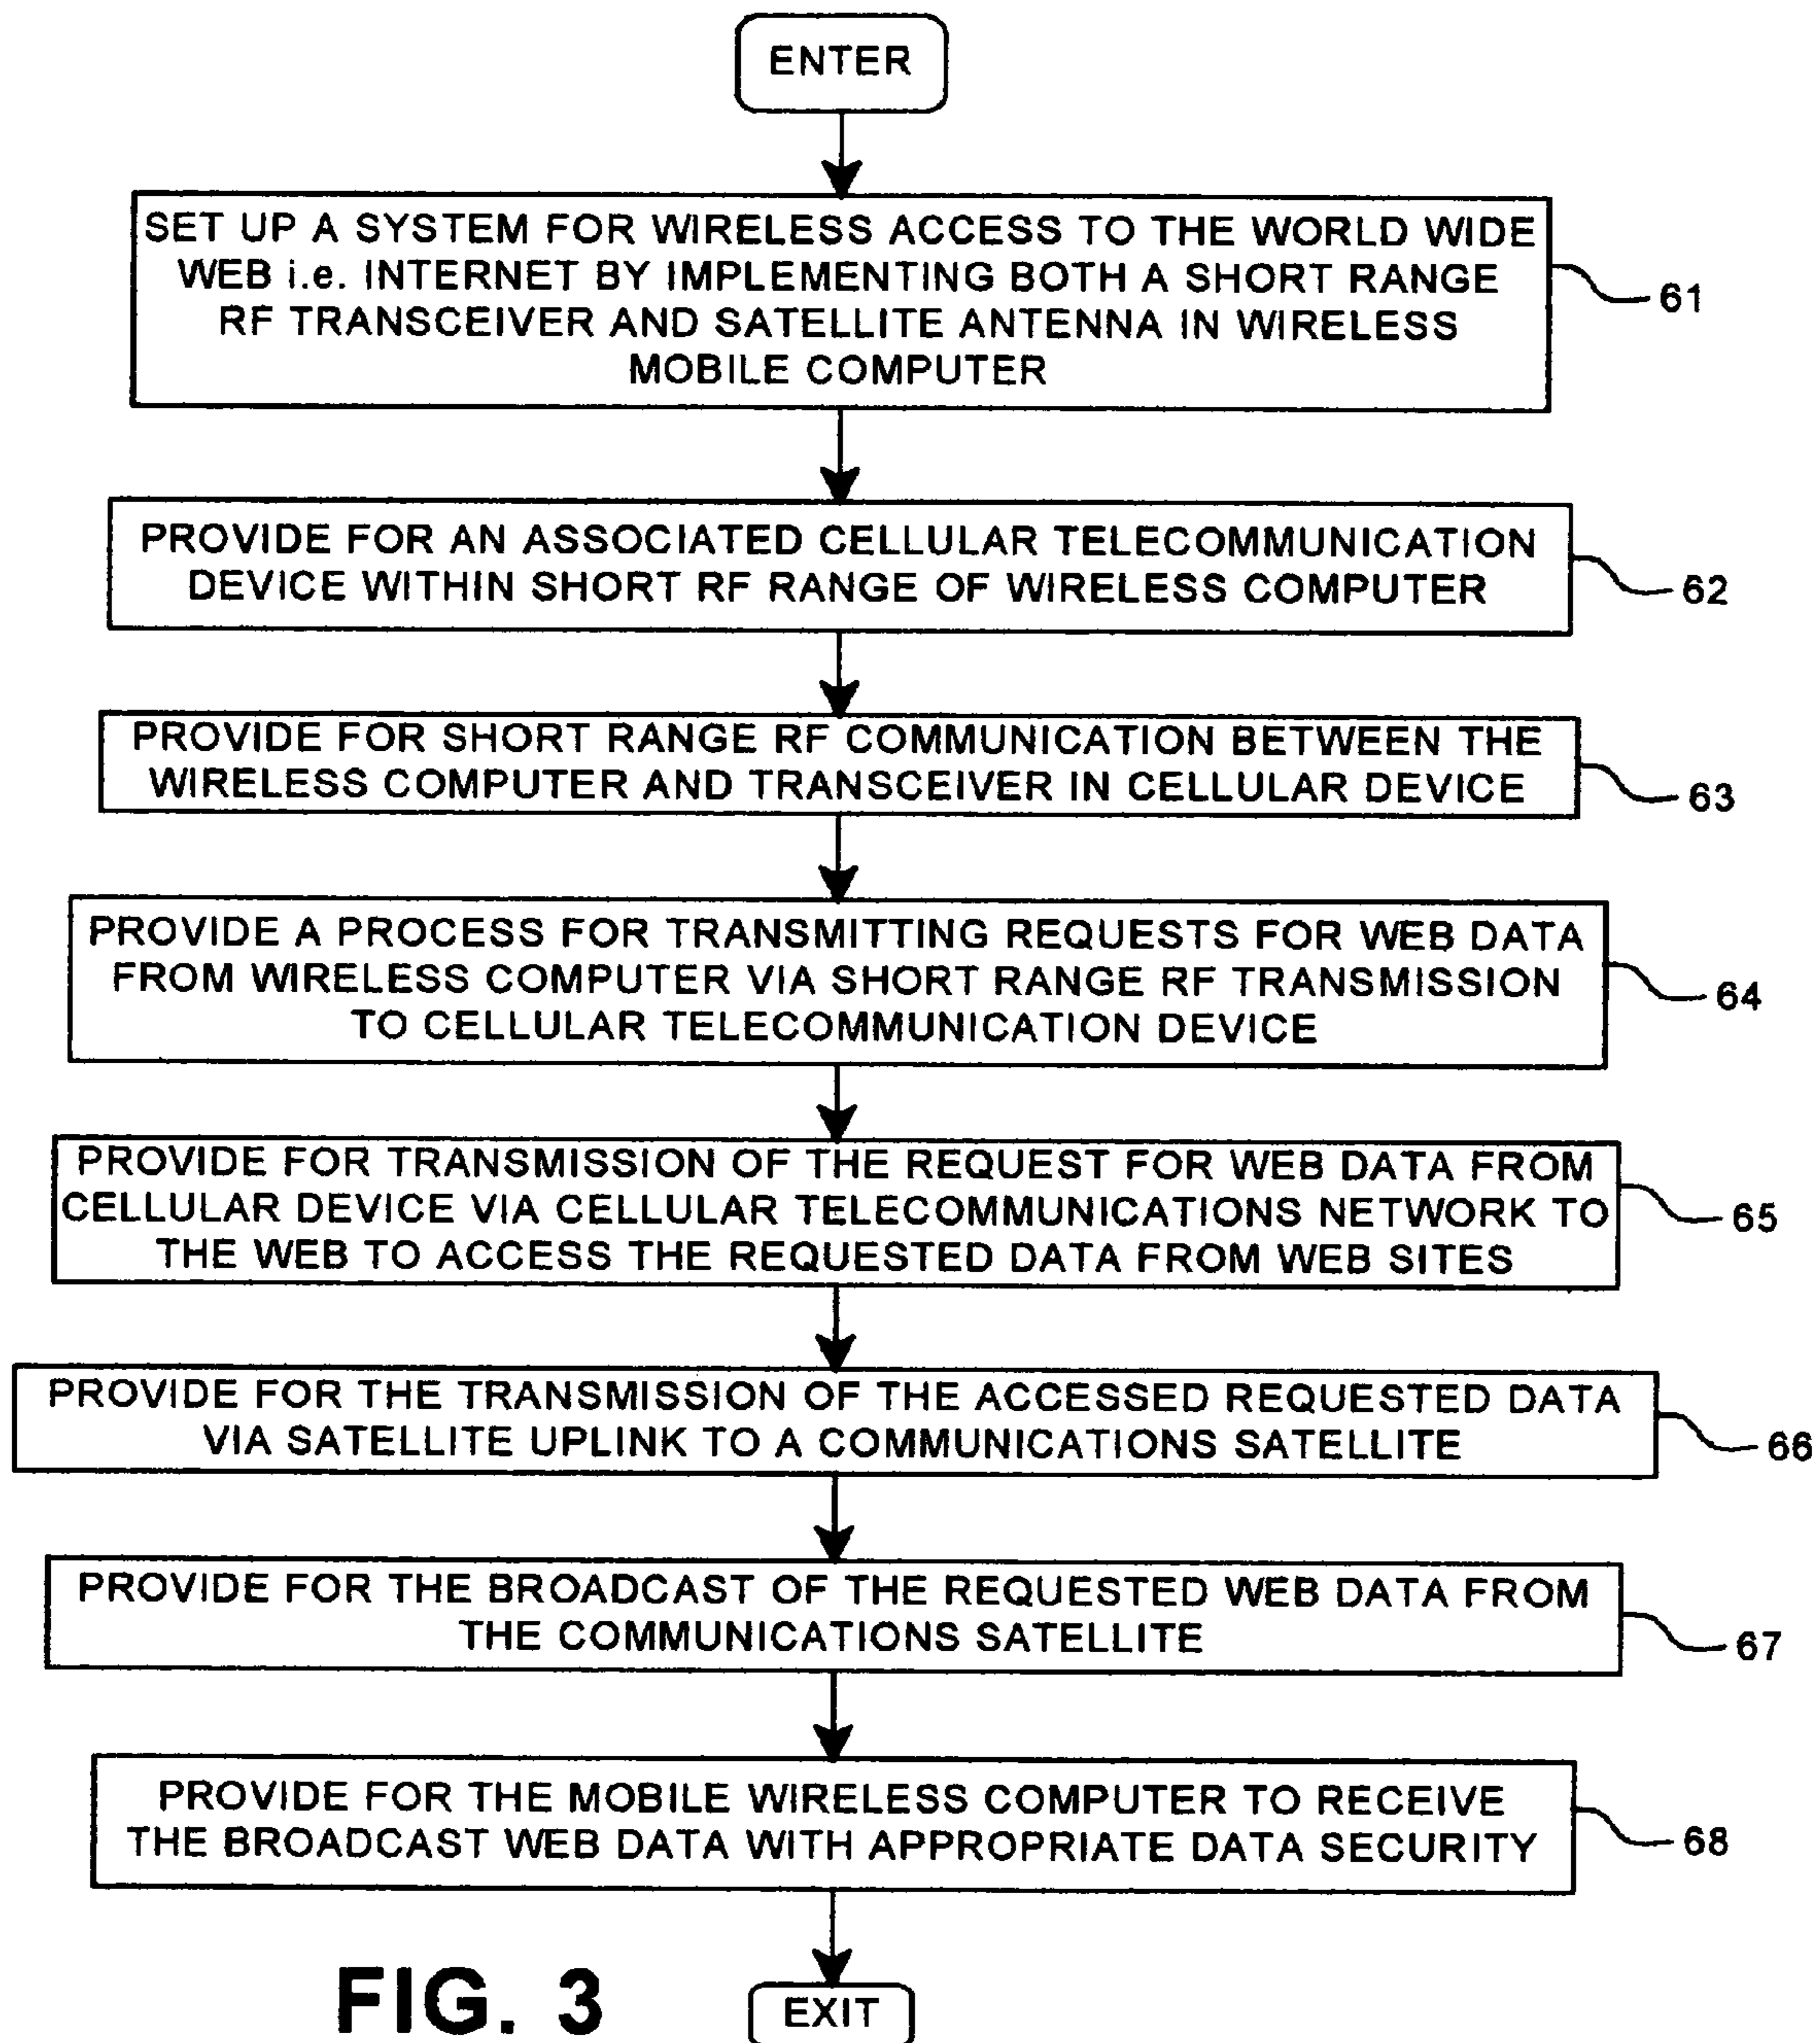 ENTER
SET UP A SYSTEM FOR WIRELESS ACCESS TO THE WORLD WIDE
WEB i.e. INTERNET BY IMPLEMENTING BOTH A SHORT RANGE
RF TRANSCEIVER AND SATELLITE ANTENNA IN WIRELESS
MOBILE COMPUTER
61
PROVIDE FOR AN ASSOCIATED CELLULAR TELECOMMUNICATION
DEVICE WITHIN SHORT RF RANGE OF WIRELESS COMPUTER
62
PROVIDE FOR SHORT RANGE RF COMMUNICATION BETWEEN THE
WIRELESS COMPUTER AND TRANSCEIVER IN CELLULAR DEVICE
63
PROVIDE A PROCESS FOR TRANSMITTING REQUESTS FOR WEB DATA
FROM WIRELESS COMPUTER VIA SHORT RANGE RF TRANSMISSION
TO CELLULAR TELECOMMUNICATION DEVICE
64
PROVIDE FOR TRANSMISSION OF THE REQUEST FOR WEB DATA FROM
CELLULAR DEVICE VIA CELLULAR TELECOMMUNICATIONS NETWORK TO
THE WEB TO ACCESS THE REQUESTED DATA FROM WEB SITES
65
PROVIDE FOR THE TRANSMISSION OF THE ACCESSED REQUESTED DATA
VIA SATELLITE UPLINK TO A COMMUNICATIONS SATELLITE
66
PROVIDE FOR THE BROADCAST OF THE REQUESTED WEB DATA FROM
THE COMMUNICATIONS SATELLITE
67
PROVIDE FOR THE MOBILE WIRELESS COMPUTER TO RECEIVE
THE BROADCAST WEB DATA WITH APPROPRIATE DATA SECURITY
68
FIG. 3
EXIT